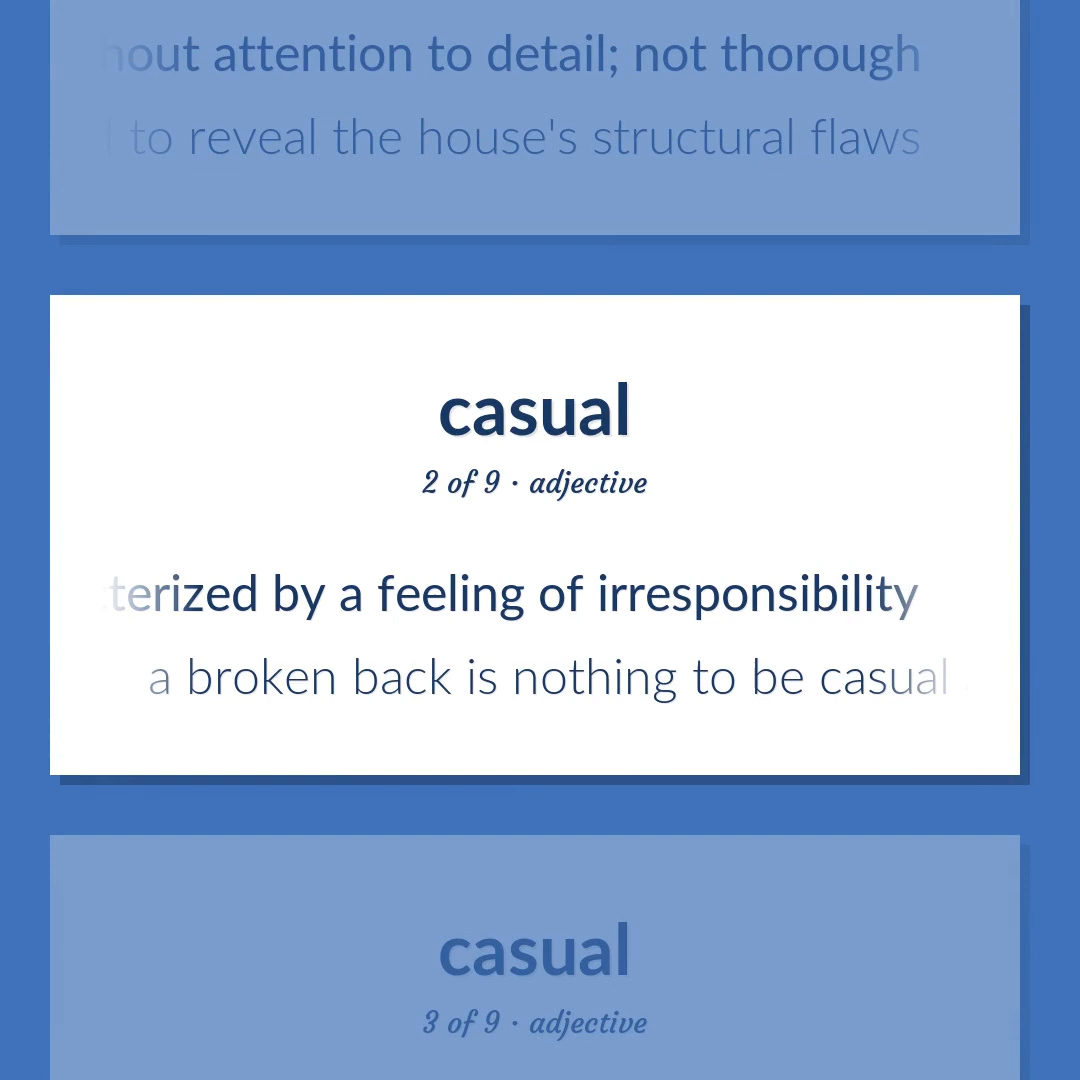 hout attention to detail; not thorough
to reveal the house's structural flaws
casual
2 of 9 · adjective
terized by a feeling of irresponsibility
a broken back is nothing to be casual
casual
3 of 9 · adjective